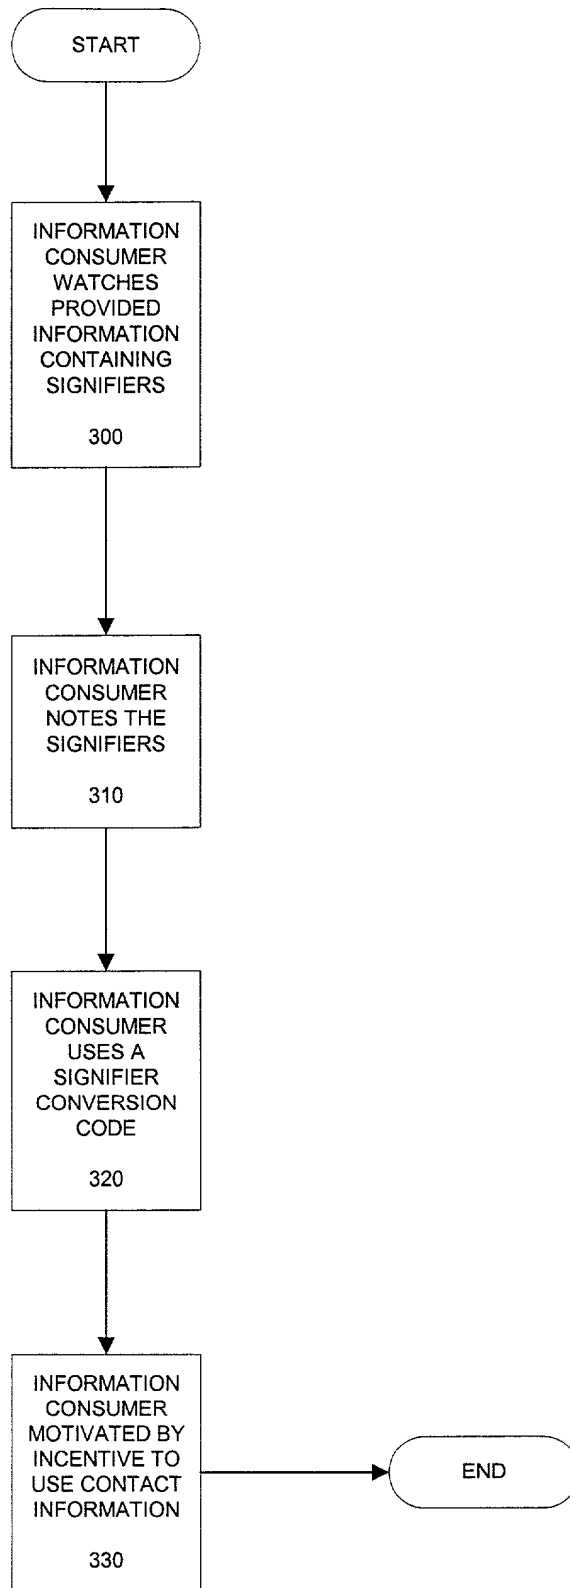 START
INFORMATION
CONSUMER
WATCHES
PROVIDED
INFORMATION
CONTAINING
SIGNIFIERS
300
INFORMATION
CONSUMER
NOTES THE
SIGNIFIERS
310
INFORMATION
CONSUMER
USES A
SIGNIFIER
CONVERSION
CODE
320
INFORMATION
CONSUMER
MOTIVATED BY
INCENTIVE TO
USE CONTACT
INFORMATION
330
END